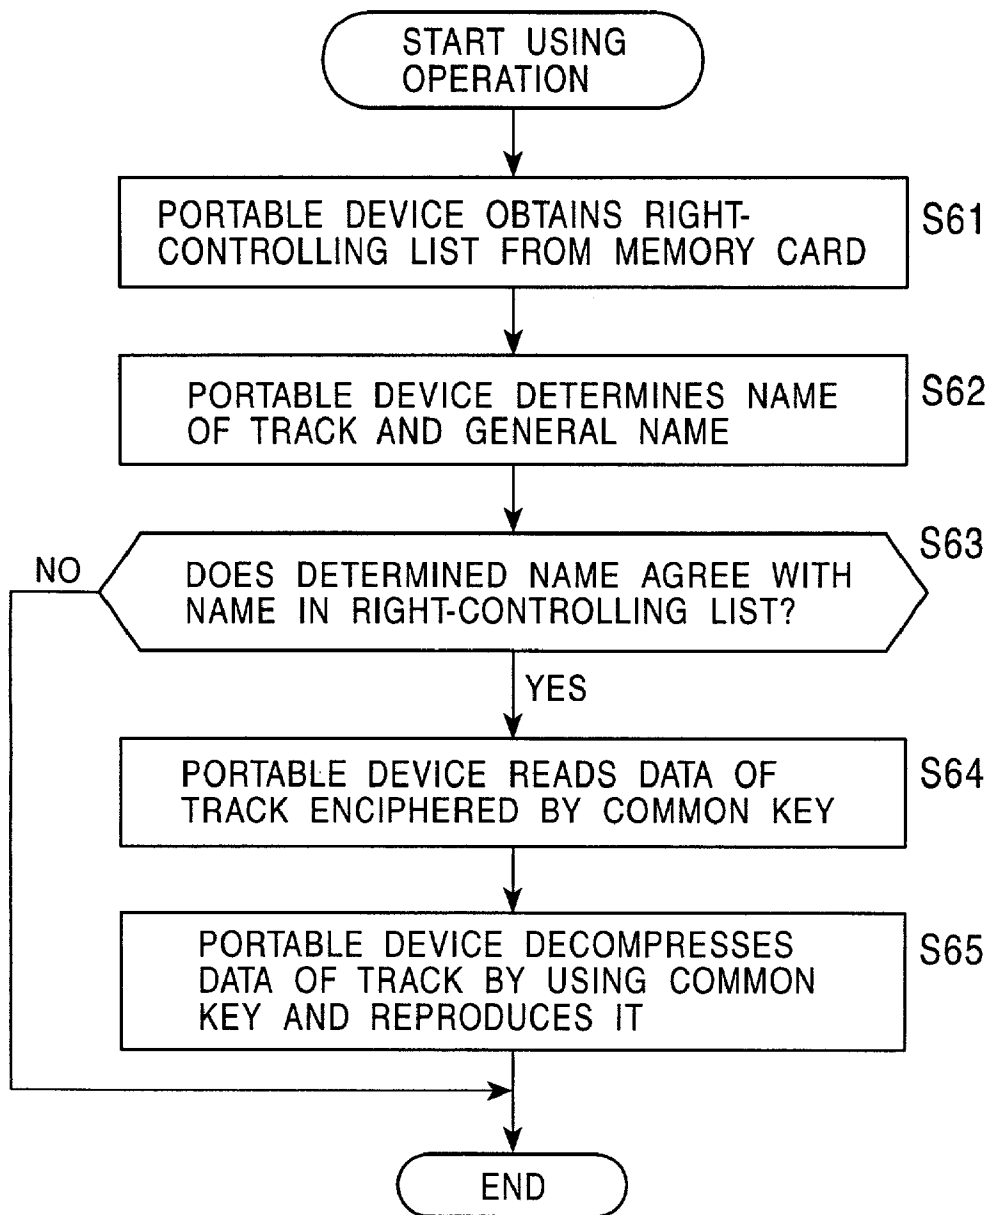 START USING
OPERATION
PORTABLE DEVICE OBTAINS RIGHT-
CONTROLLING LIST FROM MEMORY CARD
S61
PORTABLE DEVICE DETERMINES NAME
OF TRACK AND GENERAL NAME
S62
S63
NO
DOES DETERMINED NAME AGREE WITH
NAME IN RIGHT-CONTROLLING LIST?
YES
PORTABLE DEVICE READS DATA OF
TRACK ENCIPHERED BY COMMON KEY
S64
PORTABLE DEVICE DECOMPRESSES
DATA OF TRACK BY USING COMMON
KEY AND REPRODUCES IT
S65
END